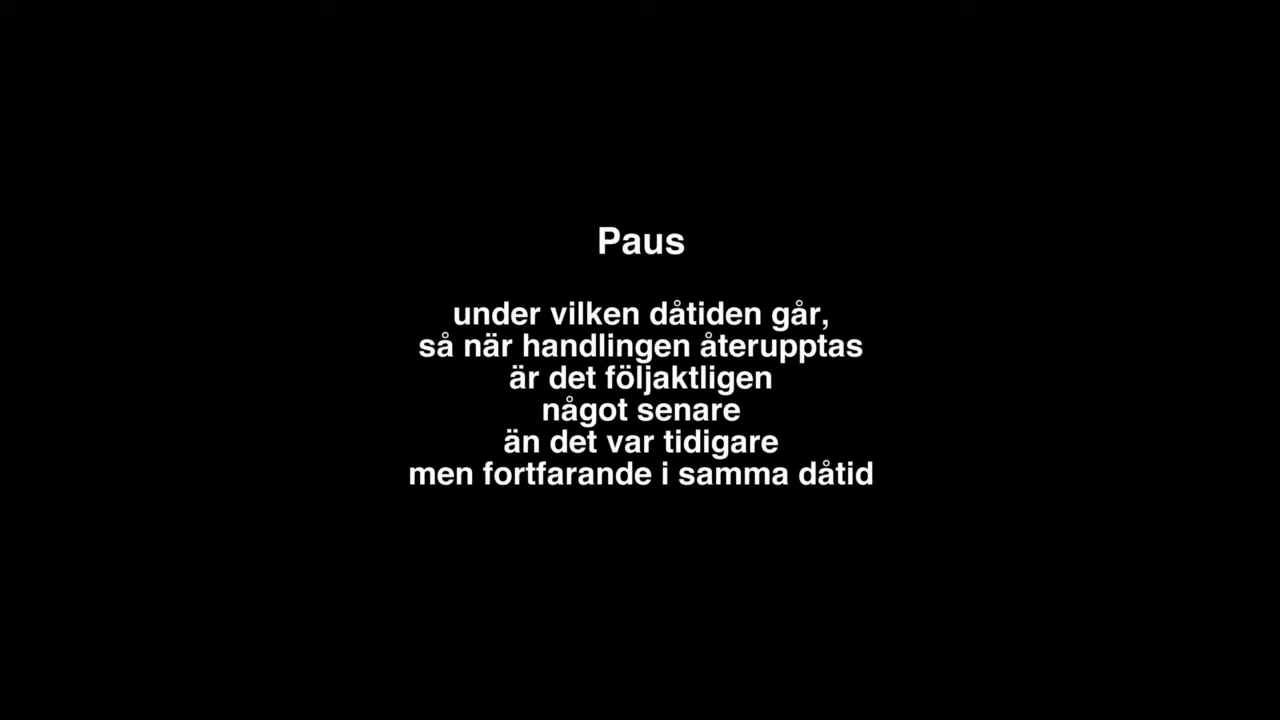 Paus
under vilken dåtiden går,
så när handlingen återupptas
är det följaktligen
något senare
än det var tidigare
men fortfarande i samma dåtid